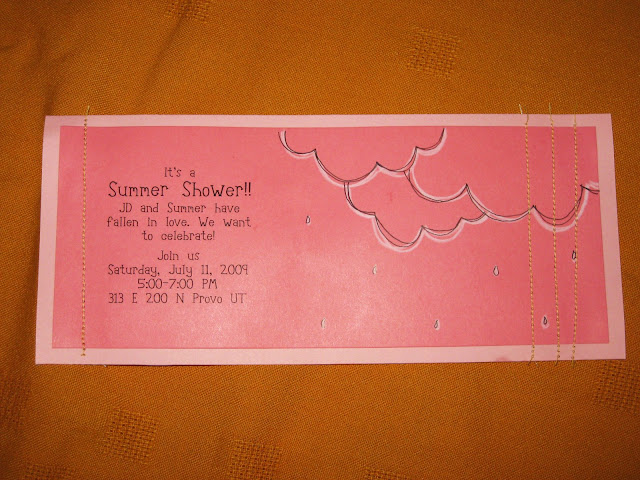 It's a
Summer Shower!!
JD and Summer have
fallen in love. We want
to celebrate!
Join us
Saturday, July 11, 2009
5:00-7:00 PM
313 E 200 N Provo UT